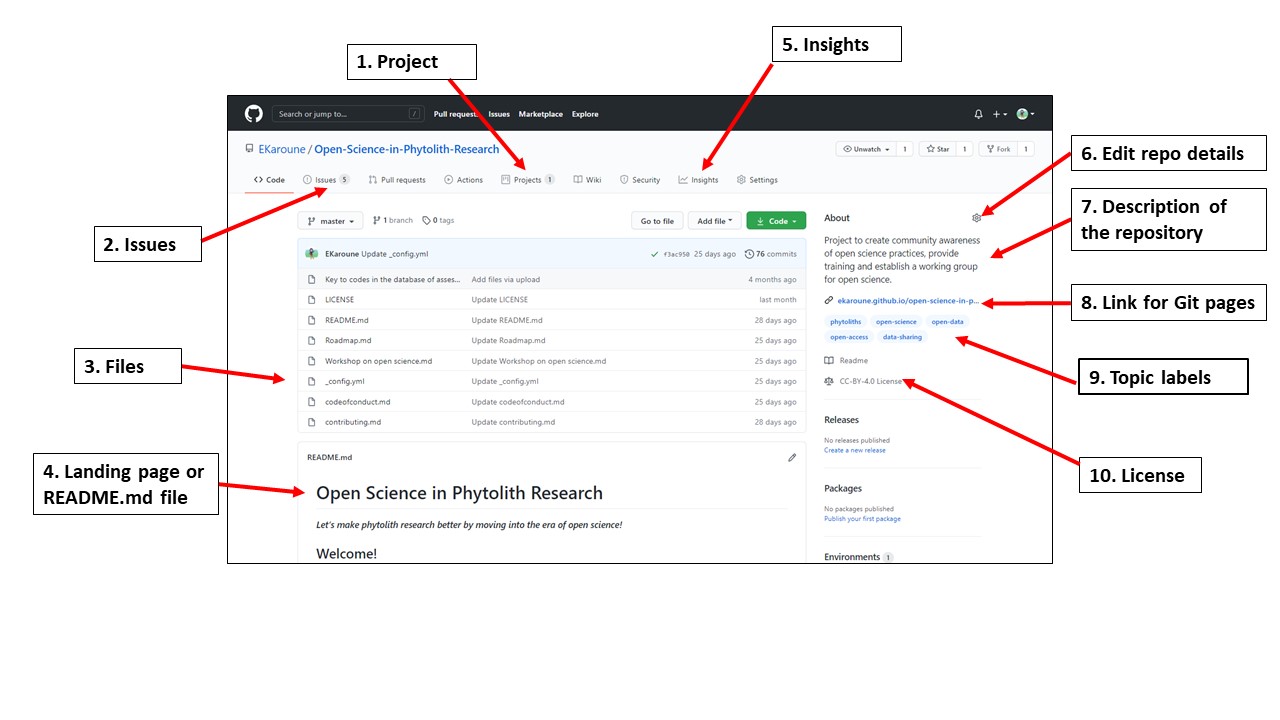 1. Project
5. Insights
Search or jump to... /
Pull requests Issues Marketplace Explore
EKaroune / Open-Science-in-Phytolith-Research
Unwatch 1 Star 1 Fork 1
6. Edit repo details
Code Issues 5 Pull requests Actions Projects 1 Wiki Security Insights Settings
2. Issues
master 1 branch 0 tags Go to file Add file Code
About
7. Description of
the repository
EKaroune Update _config.yml f3ac950 25 days ago 76 commits
Key to codes in the database of asses... Add files via upload 4 months ago
LICENSE Update LICENSE last month
README.md Update README.md 28 days ago
Roadmap.md Update Roadmap.md 25 days ago
Workshop on open science.md Update Workshop on open science.md 25 days ago
_config.yml Update _config.yml 25 days ago
codeofconduct.md Update codeofconduct.md 25 days ago
contributing.md Update contributing.md 28 days ago
Project to create community awareness
of open science practices, provide
training and establish a working group
for open science.
ekaroune.github.io/open-science-in-p...
8. Link for Git pages
phytoliths open-science open-data
open-access data-sharing
9. Topic labels
Readme
CC-BY-4.0 License
10. License
3. Files
4. Landing page or
README.md file
README.md
Open Science in Phytolith Research
Let's make phytolith research better by moving into the era of open science!
Welcome!
Releases
No releases published
Create a new release
Packages
No packages published
Publish your first package
Environments 1